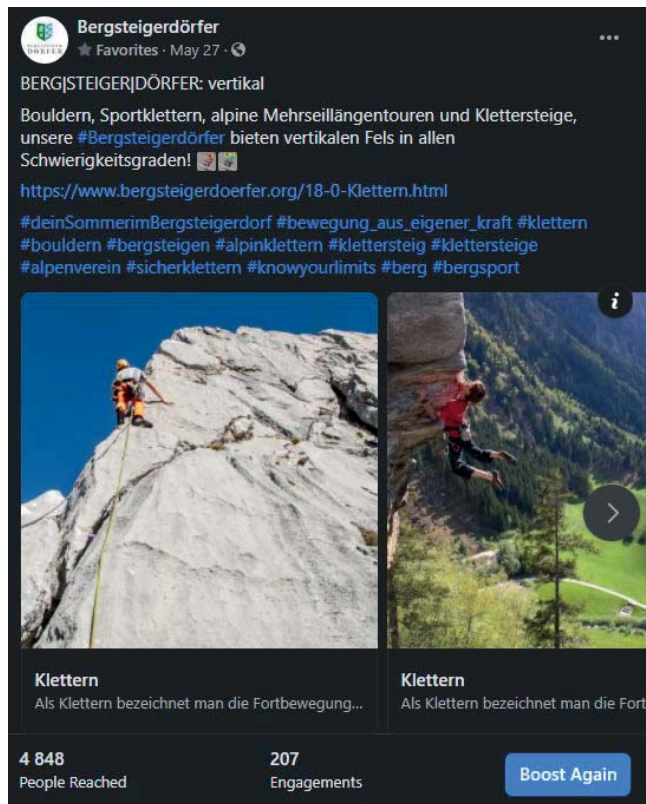 Bergsteigerdörfer
Favorites · May 27 ·
BERG|STEIGER|DÖRFER: vertikal
Bouldern, Sportklettern, alpine Mehrseillängentouren und Klettersteige,
unsere #Bergsteigerdörfer bieten vertikalen Fels in allen
Schwierigkeitsgraden!
https://www.bergsteigerdoerfer.org/18-0-Klettern.html
#deinSommerimBergsteigerdorf #bewegung_aus_eigener_kraft #klettern
#bouldern #bergsteigen #alpinklettern #klettersteig #klettersteige
#alpenverein #sicherklettern #knowyourlimits #berg #bergsport
Klettern
Als Klettern bezeichnet man die Fortbewegung...
Klettern
Als Klettern bezeichnet man die Fort
4 848
People Reached
207
Engagements
Boost Again